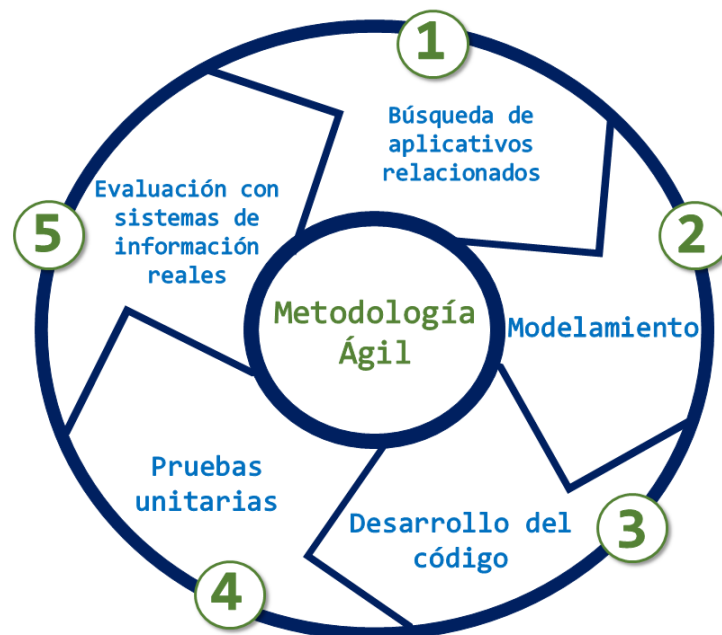 1
Búsqueda de
aplicativos
relacionados
2
Modelamiento
3
Desarrollo del
código
4
Pruebas
unitarias
5
Evaluación con
sistemas de
información
reales
Metodología
Ágil